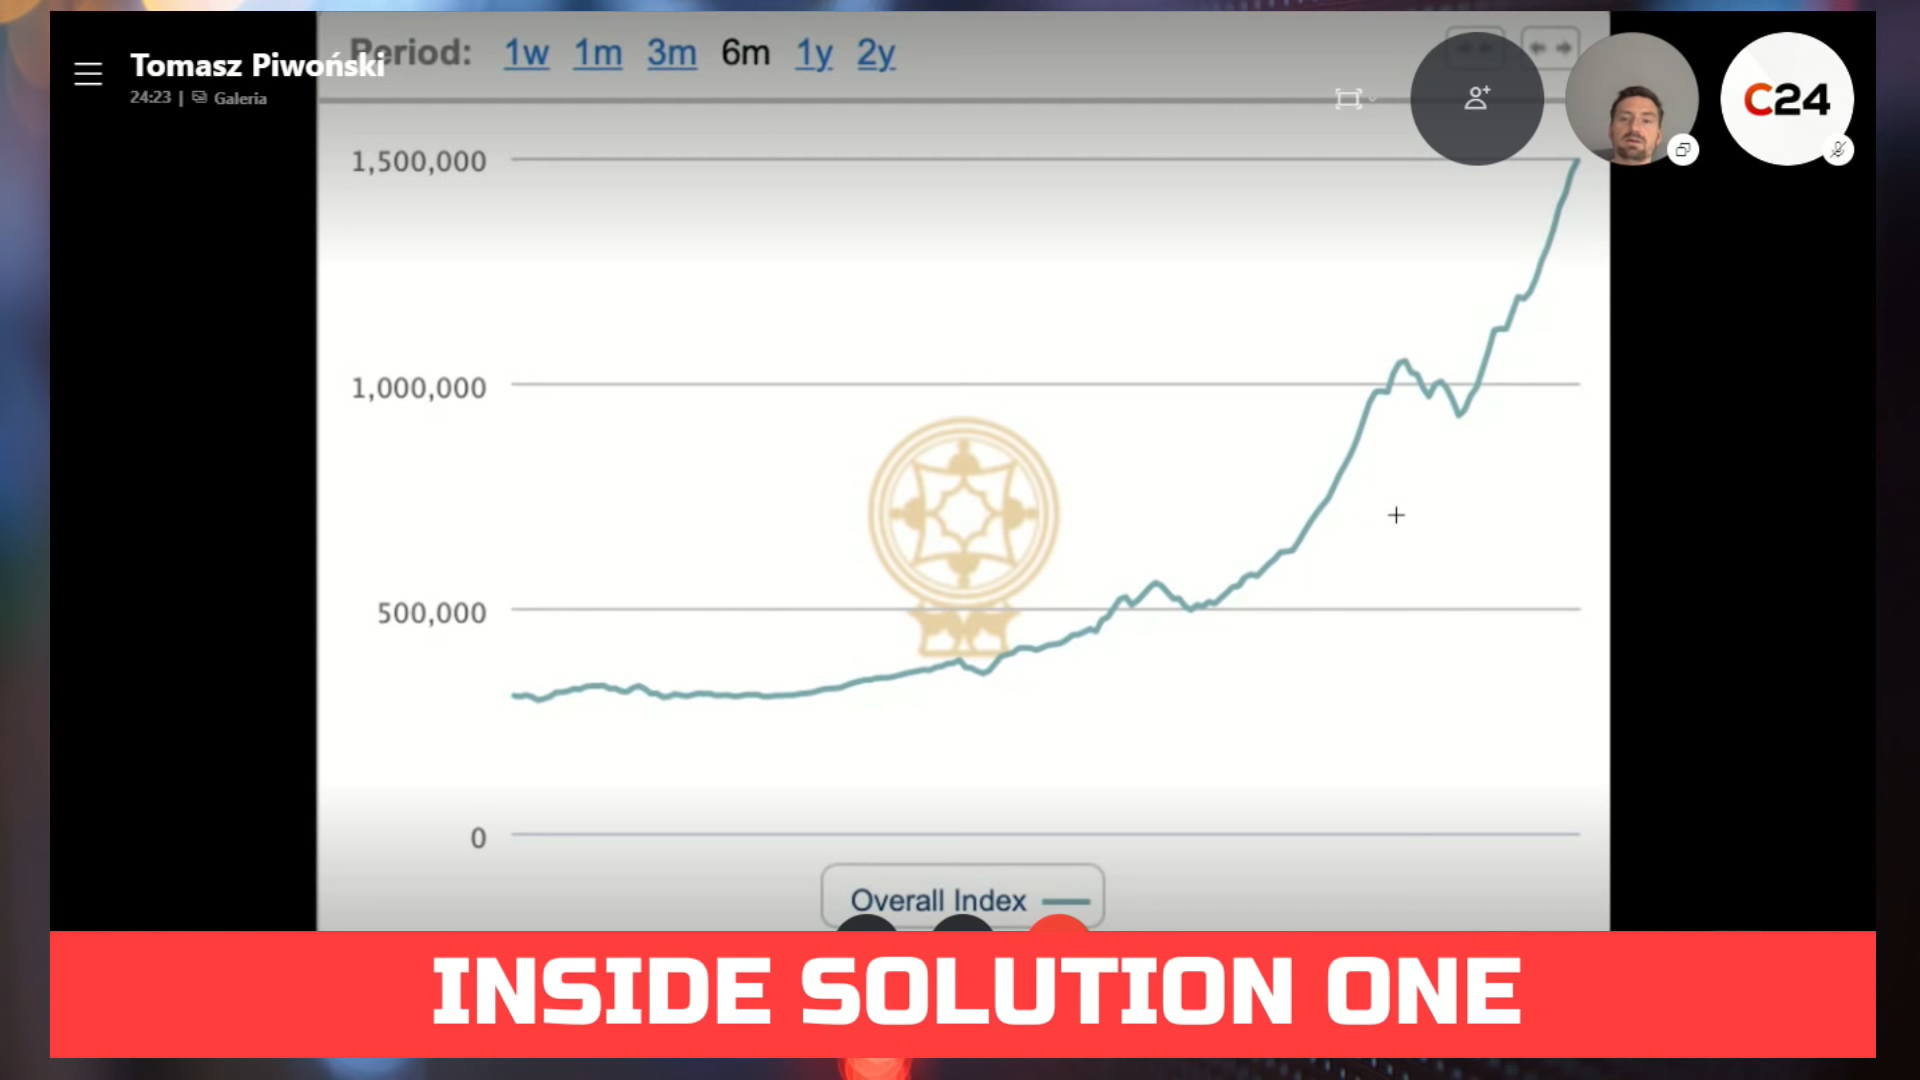 Tomasz Piwoński
24:23 | Galeria
Period: 1w 1m 3m 6m 1y 2y
C24
1,500,000
1,000,000
500,000
0
Overall Index
INSIDE SOLUTION ONE